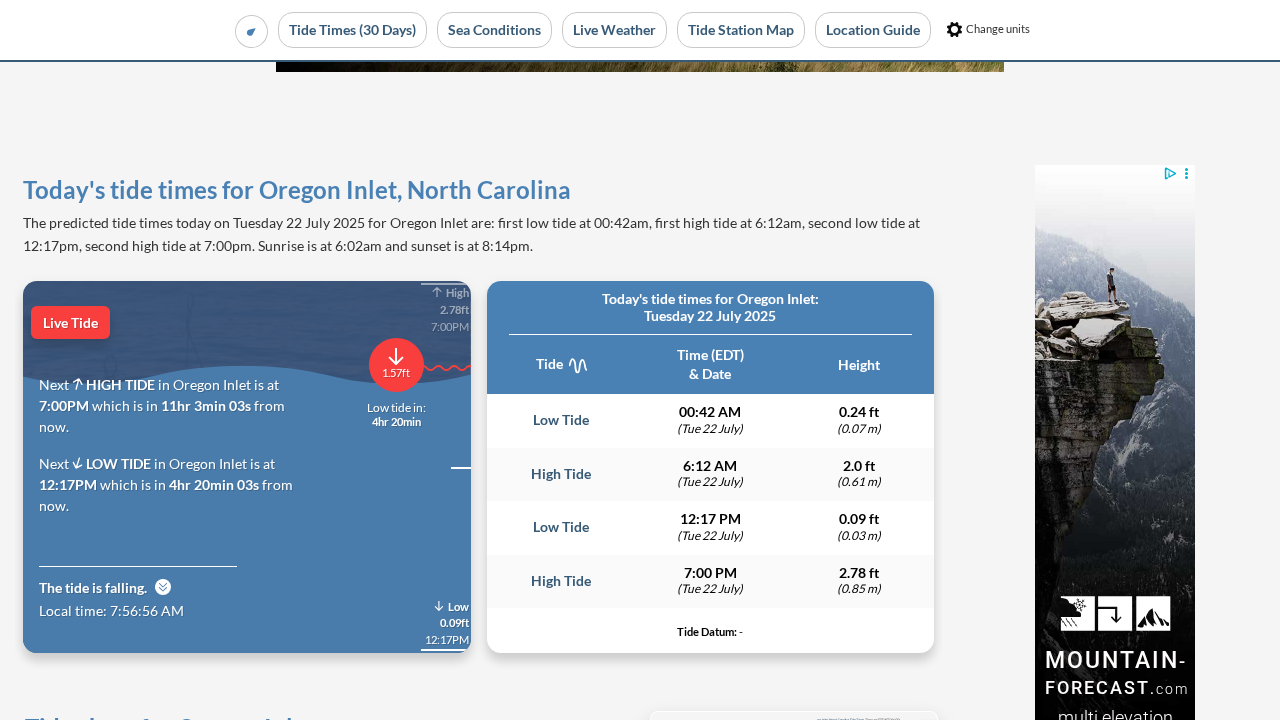 Tide Times (30 Days)
Sea Conditions
Live Weather
Tide Station Map
Location Guide
Change units
Today's tide times for Oregon Inlet, North Carolina
The predicted tide times today on Tuesday 22 July 2025 for Oregon Inlet are: first low tide at 00:42am, first high tide at 6:12am, second low tide at
12:17pm, second high tide at 7:00pm. Sunrise is at 6:02am and sunset is at 8:14pm.
Live Tide
High
2.78ft
7:00PM
1.57ft
Low tide in:
4hr 20min
Next HIGH TIDE in Oregon Inlet is at
7:00PM which is in 11hr 3min 03s from
now.
Next LOW TIDE in Oregon Inlet is at
12:17PM which is in 4hr 20min 03s from
now.
The tide is falling.
Local time: 7:56:56 AM
Low
0.09ft
12:17PM
Today's tide times for Oregon Inlet:
Tuesday 22 July 2025
Tide
Time (EDT)
& Date
Height
Low Tide
00:42 AM
(Tue 22 July)
0.24 ft
(0.07 m)
High Tide
6:12 AM
(Tue 22 July)
2.0 ft
(0.61 m)
Low Tide
12:17 PM
(Tue 22 July)
0.09 ft
(0.03 m)
High Tide
7:00 PM
(Tue 22 July)
2.78 ft
(0.85 m)
Tide Datum: -
MOUNTAIN-
FORECAST.com
multi elevation